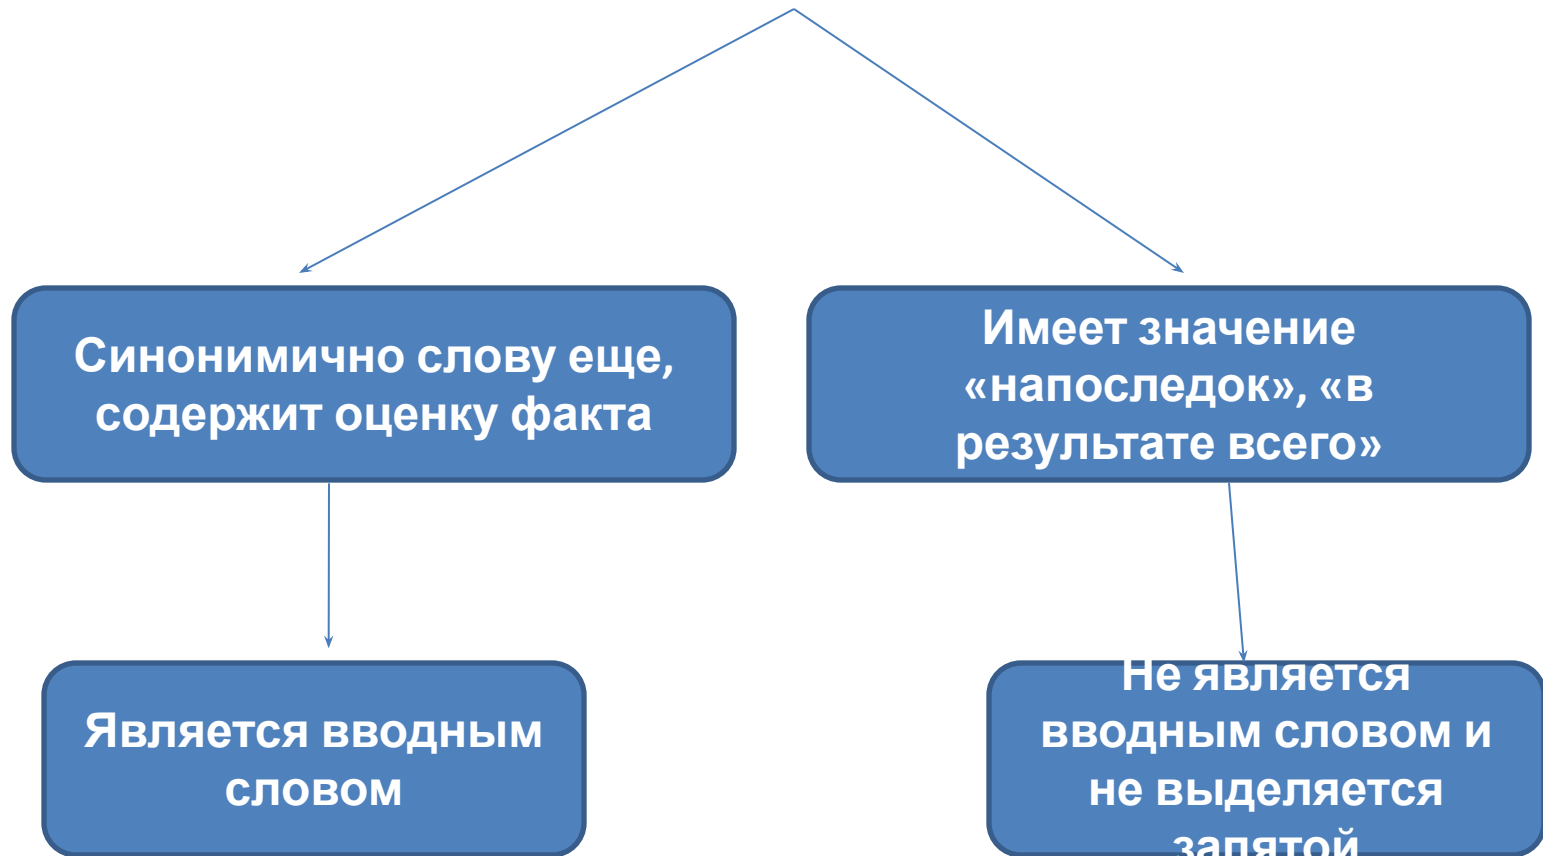 Синонимично слову еще,
содержит оценку факта
Имеет значение
«напоследок», «в
результате всего»
Является вводным
словом
Не является
вводным словом и
не выделяется
запятой